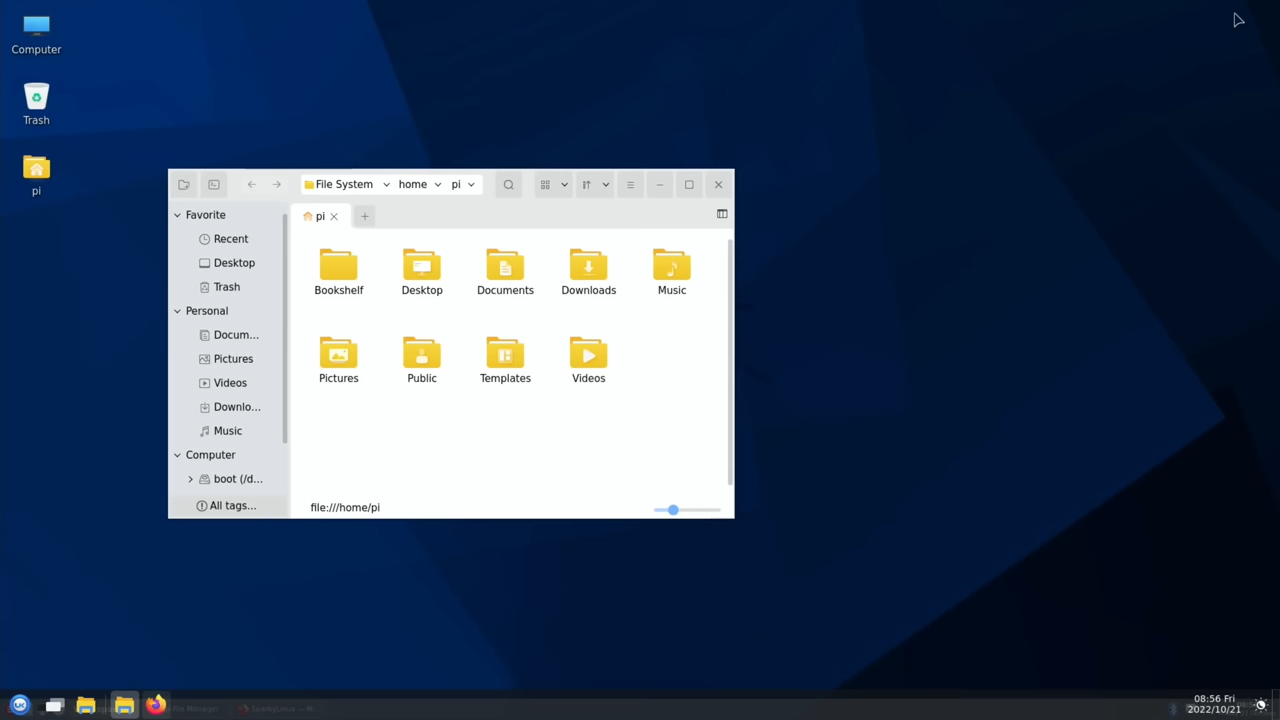 Computer
Trash
pi
File System
home
pi
Favorite
Recent
Desktop
Trash
Personal
Docum...
Pictures
Videos
Downlo...
Music
Computer
boot (/d...
All tags...
pi
Bookshelf
Desktop
Documents
Downloads
Music
Pictures
Public
Templates
Videos
file:///home/pi
File Manager
SparkyLinux — M
08:56 Fri
2022/10/21